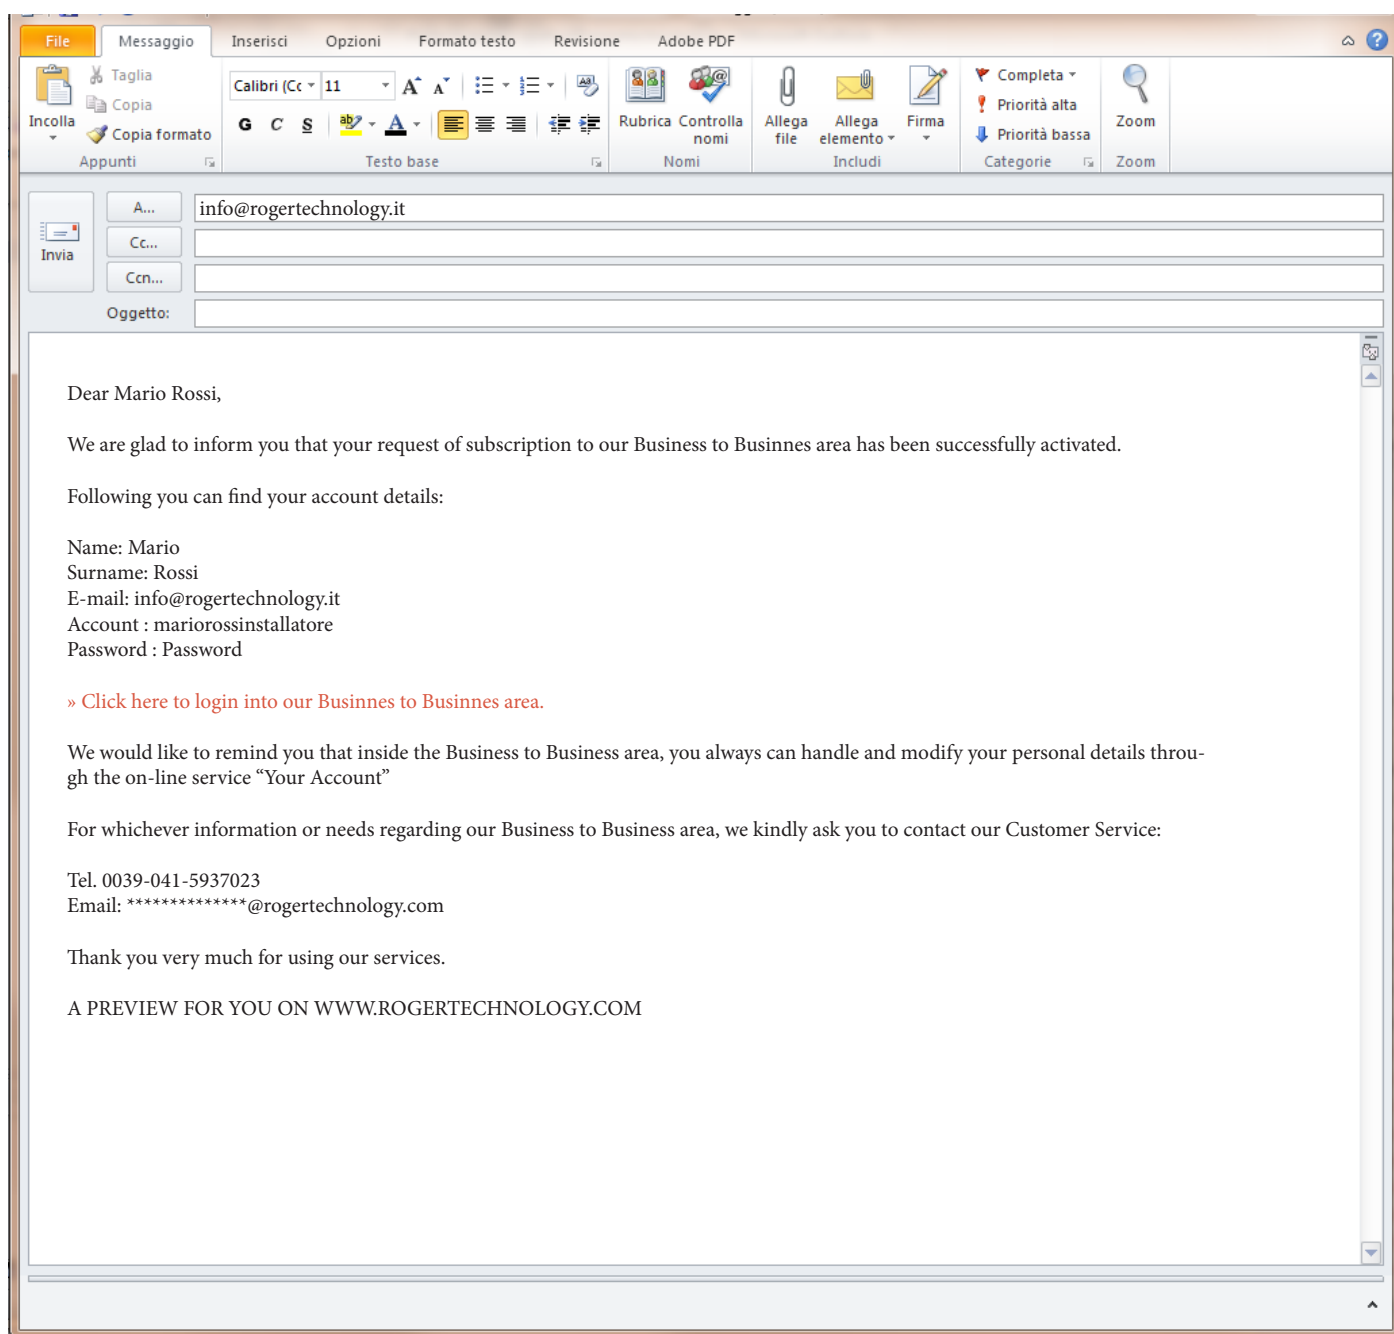 File Messaggio Inserisci Opzioni Formato testo Revisione Adobe PDF
Incolla
Taglia
Copia
Copia formato
Appunti
Calibri (Cc 11
G C S
Testo base
Rubrica
Controlla
nomi
Nomi
Allega
file
Allega
elemento
Firma
Includi
Completa
Priorità alta
Priorità bassa
Categorie
Zoom
Zoom
Invia
A... info@rogertechnology.it
Cc...
Ccn...
Oggetto:
Dear Mario Rossi,
We are glad to inform you that your request of subscription to our Business to Businnes area has been successfully activated.
Following you can find your account details:
Name: Mario
Surname: Rossi
E-mail: info@rogertechnology.it
Account : mariorossinstallatore
Password : Password
» Click here to login into our Businnes to Businnes area.
We would like to remind you that inside the Business to Business area, you always can handle and modify your personal details throu-
gh the on-line service “Your Account”
For whichever information or needs regarding our Business to Business area, we kindly ask you to contact our Customer Service:
Tel. 0039-041-5937023
Email: **************@rogertechnology.com
Thank you very much for using our services.
A PREVIEW FOR YOU ON WWW.ROGERTECHNOLOGY.COM